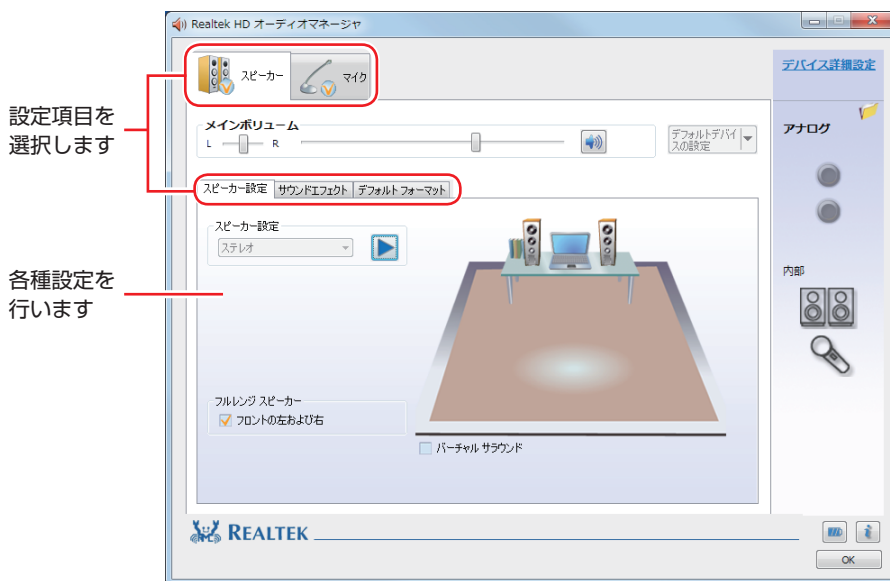 Realtek HD オーディオマネージャ
スピーカー
マイク
デバイス詳細設定
設定項目を
選択します
メインボリューム
L
R
デフォルトデバイ
スの設定
アナログ
スピーカー設定
サウンドエフェクト
デフォルト フォーマット
スピーカー設定
ステレオ
各種設定を
行います
内部
フルレンジ スピーカー
フロントの左および右
バーチャル サラウンド
REALTEK
OK